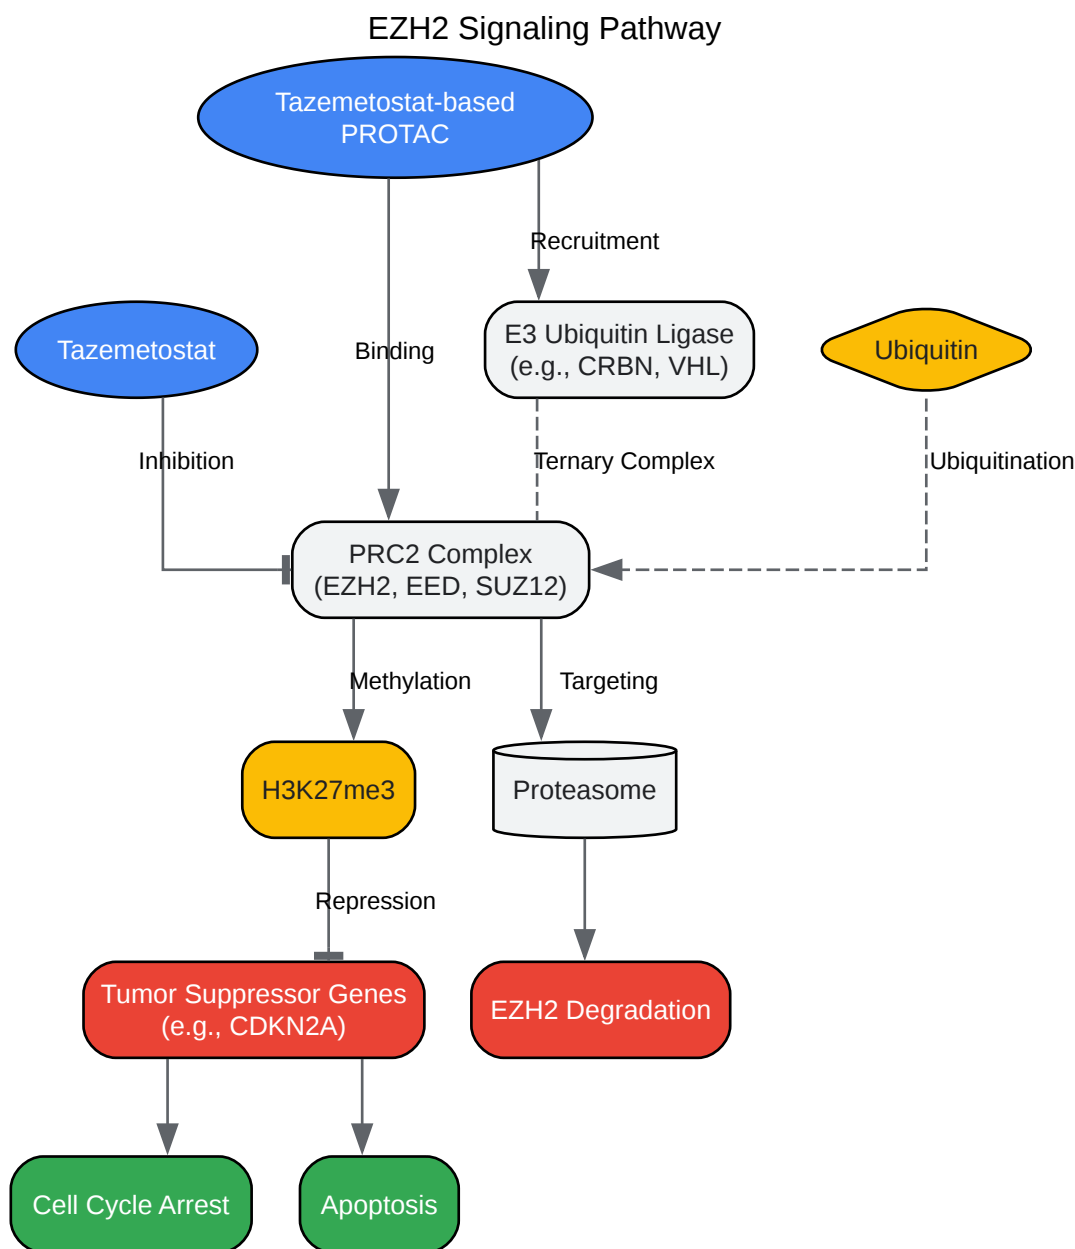 EZH2 Signaling Pathway
Tazemetostat-based
PROTAC
Recruitment
Tazemetostat
Binding
E3 Ubiquitin Ligase
(e.g., CRBN, VHL)
Ubiquitin
Inhibition
Ternary Complex
Ubiquitination
PRC2 Complex
(EZH2, EED, SUZ12)
Methylation
Targeting
H3K27me3
Proteasome
Repression
Tumor Suppressor Genes
(e.g., CDKN2A)
EZH2 Degradation
Cell Cycle Arrest
Apoptosis